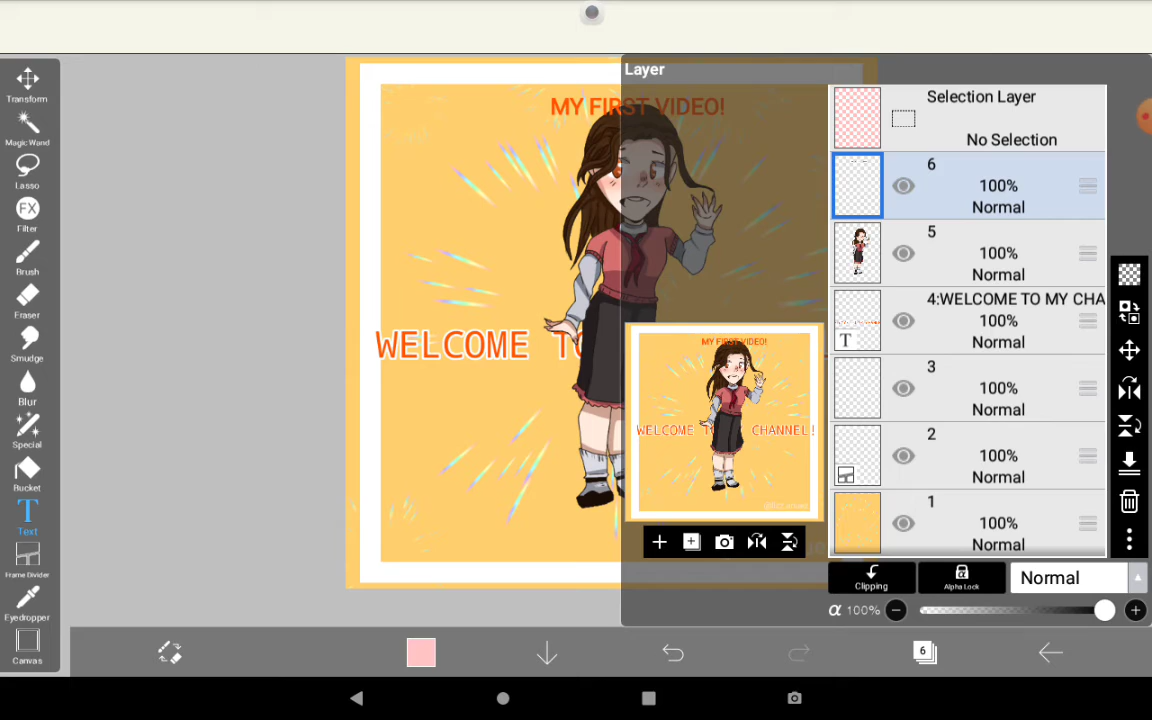 Layer
Transform
Magic Wand
Lasso
FX
Filter
Brush
Eraser
Smudge
Blur
Special
Bucket
T
Text
Frame Divider
Eyedropper
Canvas
MY FIRST VIDEO!
WELCOME TO
MY FIRST VIDEO!
WELCOME T CHANNEL!
Selection Layer
No Selection
6
100%
Normal
5
100%
Normal
4:WELCOME TO MY CHA
100%
Normal
T
3
100%
Normal
2
100%
Normal
1
100%
Normal
Clipping
Alpha Lock
Normal
α 100%
6